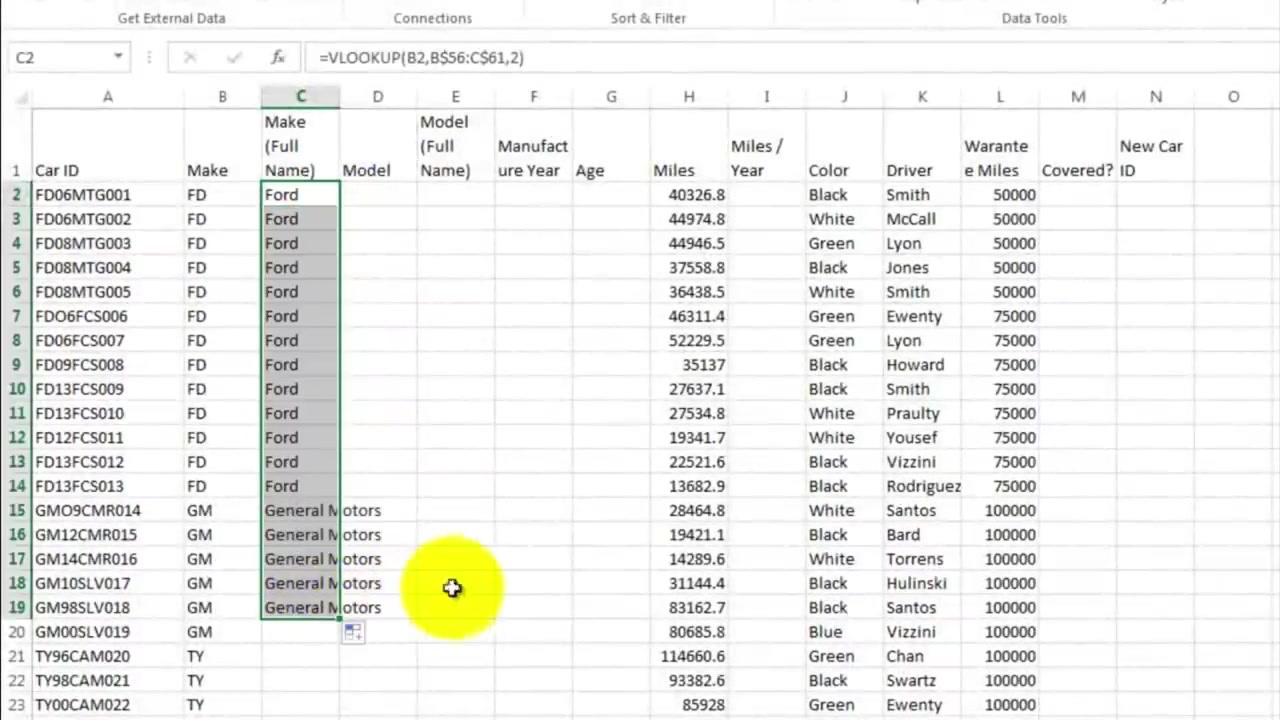 Get External Data Connections Sort & Filter Data Tools
C2 fx =VLOOKUP(B2,B$56:C$61,2)
A B C D E F G H I J K L M N O
Make Model
(Full (Full Manufact Miles / Warante New Car
1 Car ID Make Name) Model Name) ure Year Age Miles Year Color Driver e Miles Covered? ID
2 FD06MTG001 FD Ford 40326.8 Black Smith 50000
3 FD06MTG002 FD Ford 44974.8 White McCall 50000
4 FD08MTG003 FD Ford 44946.5 Green Lyon 50000
5 FD08MTG004 FD Ford 37558.8 Black Jones 50000
6 FD08MTG005 FD Ford 36438.5 White Smith 50000
7 FDO6FCS006 FD Ford 46311.4 Green Ewenty 75000
8 FD06FCS007 FD Ford 52229.5 Green Lyon 75000
9 FD09FCS008 FD Ford 35137 Black Howard 75000
10 FD13FCS009 FD Ford 27637.1 Black Smith 75000
11 FD13FCS010 FD Ford 27534.8 White Praulty 75000
12 FD12FCS011 FD Ford 19341.7 White Yousef 75000
13 FD13FCS012 FD Ford 22521.6 Black Vizzini 75000
14 FD13FCS013 FD Ford 13682.9 Black Rodriguez 75000
15 GMO9CMR014 GM General Motors 28464.8 White Santos 100000
16 GM12CMR015 GM General Motors 19421.1 Black Bard 100000
17 GM14CMR016 GM General Motors 14289.6 White Torrens 100000
18 GM10SLV017 GM General Motors 31144.4 Black Hulinski 100000
19 GM98SLV018 GM General Motors 83162.7 Black Santos 100000
20 GM00SLV019 GM 80685.8 Blue Vizzini 100000
21 TY96CAM020 TY 114660.6 Green Chan 100000
22 TY98CAM021 TY 93382.6 Black Swartz 100000
23 TY00CAM022 TY 85928 Green Ewenty 100000